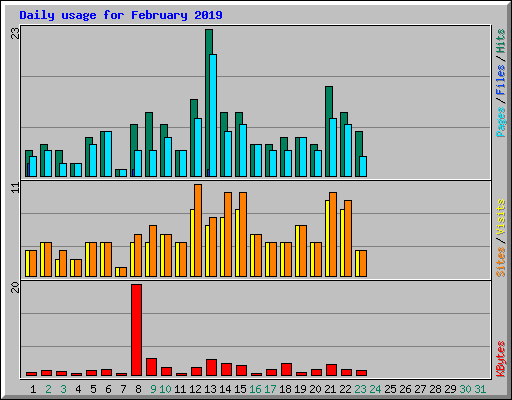 Daily usage for February 2019
23
11
20
Pages/Files/Hits
Sites/Visits
KBytes
1 2 3 4 5 6 7 8 9 10 11 12 13 14 15 16 17 18 19 20 21 22 23 24 25 26 27 28 29 30 31